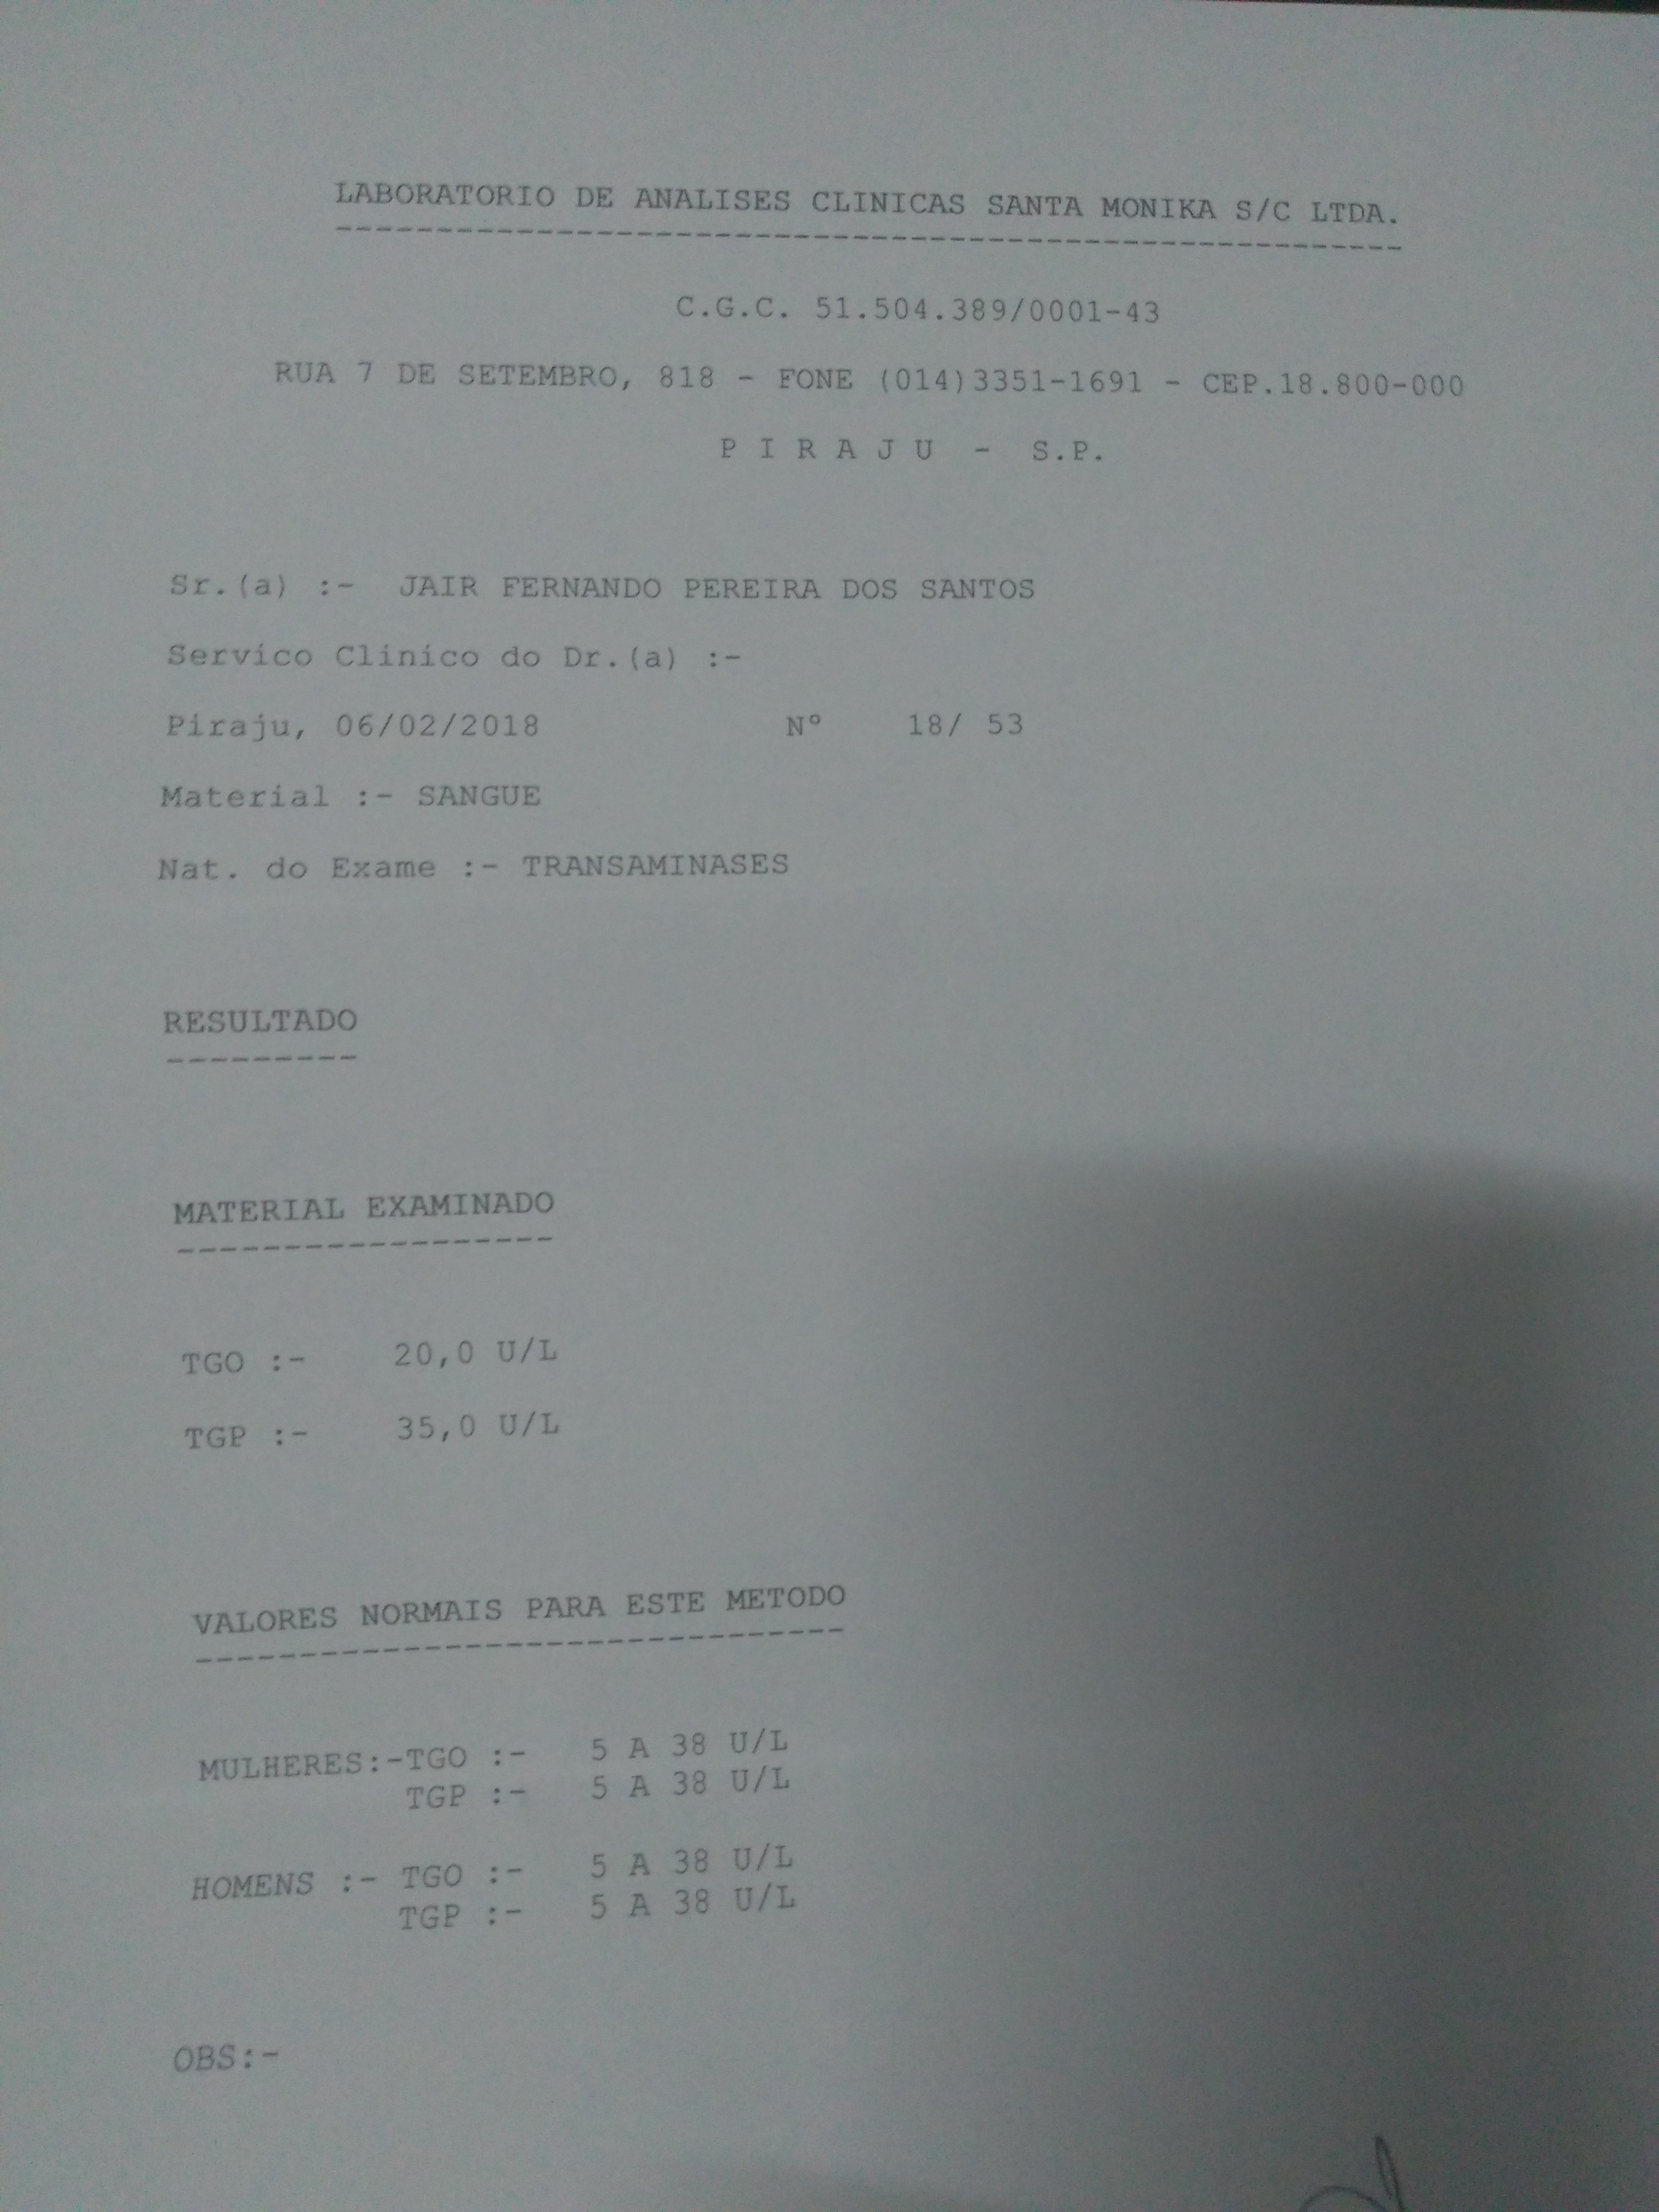 LABORATORIO DE ANALISES CLINICAS SANTA MONIKA S/C LTDA.
-----------------------------------------------------
C.G.C. 51.504.389/0001-43
RUA 7 DE SETEMBRO, 818 - FONE (014)3351-1691 - CEP.18.800-000
P I R A J U - S.P.
Sr.(a) :- JAIR FERNANDO PEREIRA DOS SANTOS
Servico Clinico do Dr.(a) :-
Piraju, 06/02/2018 Nº 18/ 53
Material :- SANGUE
Nat. do Exame :- TRANSAMINASES
RESULTADO
---------
MATERIAL EXAMINADO
------------------
TGO :- 20,0 U/L
TGP :- 35,0 U/L
VALORES NORMAIS PARA ESTE METODO
------------------------------
MULHERES:-TGO :- 5 A 38 U/L
TGP :- 5 A 38 U/L
HOMENS :- TGO :- 5 A 38 U/L
TGP :- 5 A 38 U/L
OBS:-